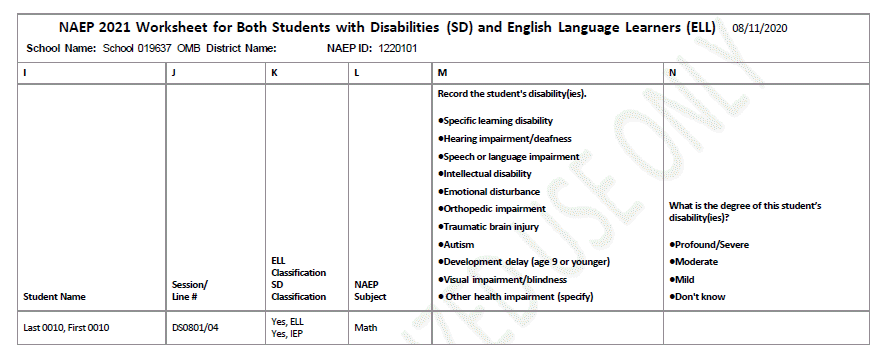 NAEP 2021 Worksheet for Both Students with Disabilities (SD) and English Language Learners (ELL) 08/11/2020
School Name: School 019637 OMB District Name: NAEP ID: 1220101
I J K L M N
Record the student's disability(ies).
●Specific learning disability
●Hearing impairment/deafness
●Speech or language impairment
●Intellectual disability
●Emotional disturbance
●Orthopedic impairment
●Traumatic brain injury
●Autism
●Development delay (age 9 or younger)
●Visual impairment/blindness
● Other health impairment (specify)
What is the degree of this student's
disability(ies)?
●Profound/Severe
●Moderate
●Mild
●Don't know
Student Name
Session/
Line #
ELL
Classification
SD
Classification
NAEP
Subject
Last 0010, First 0010
DS0801/04
Yes, ELL
Yes, IEP
Math
USE ONLY